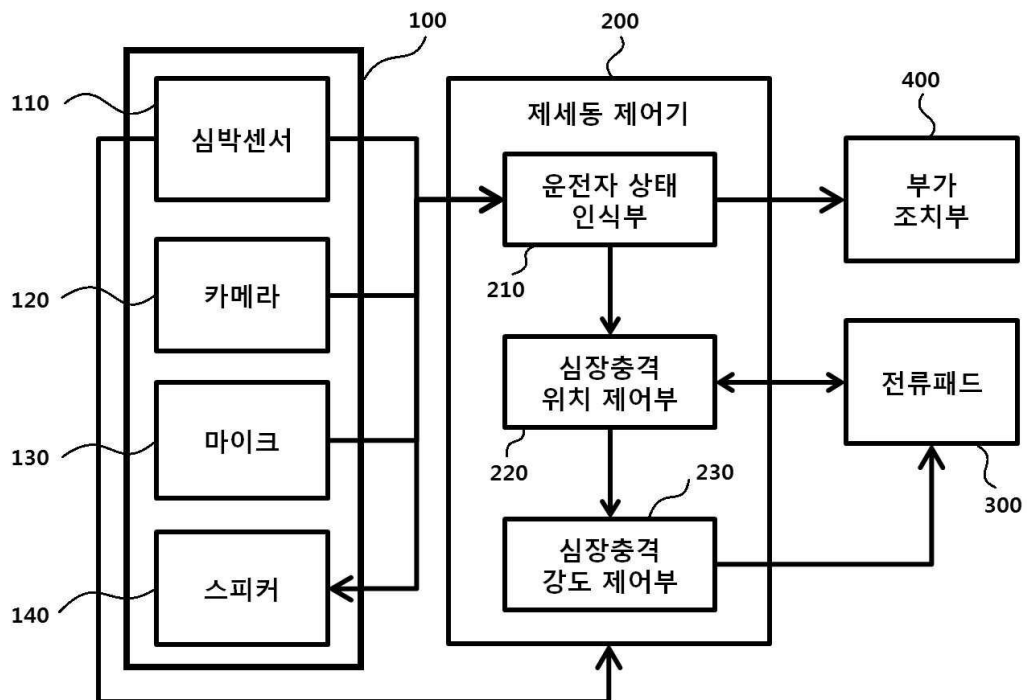 100
110
심박센서
120
카메라
130
마이크
140
스피커
200
제세동 제어기
운전자 상태
인식부
210
심장충격
위치 제어부
220
230
심장충격
강도 제어부
400
부가
조치부
전류패드
300